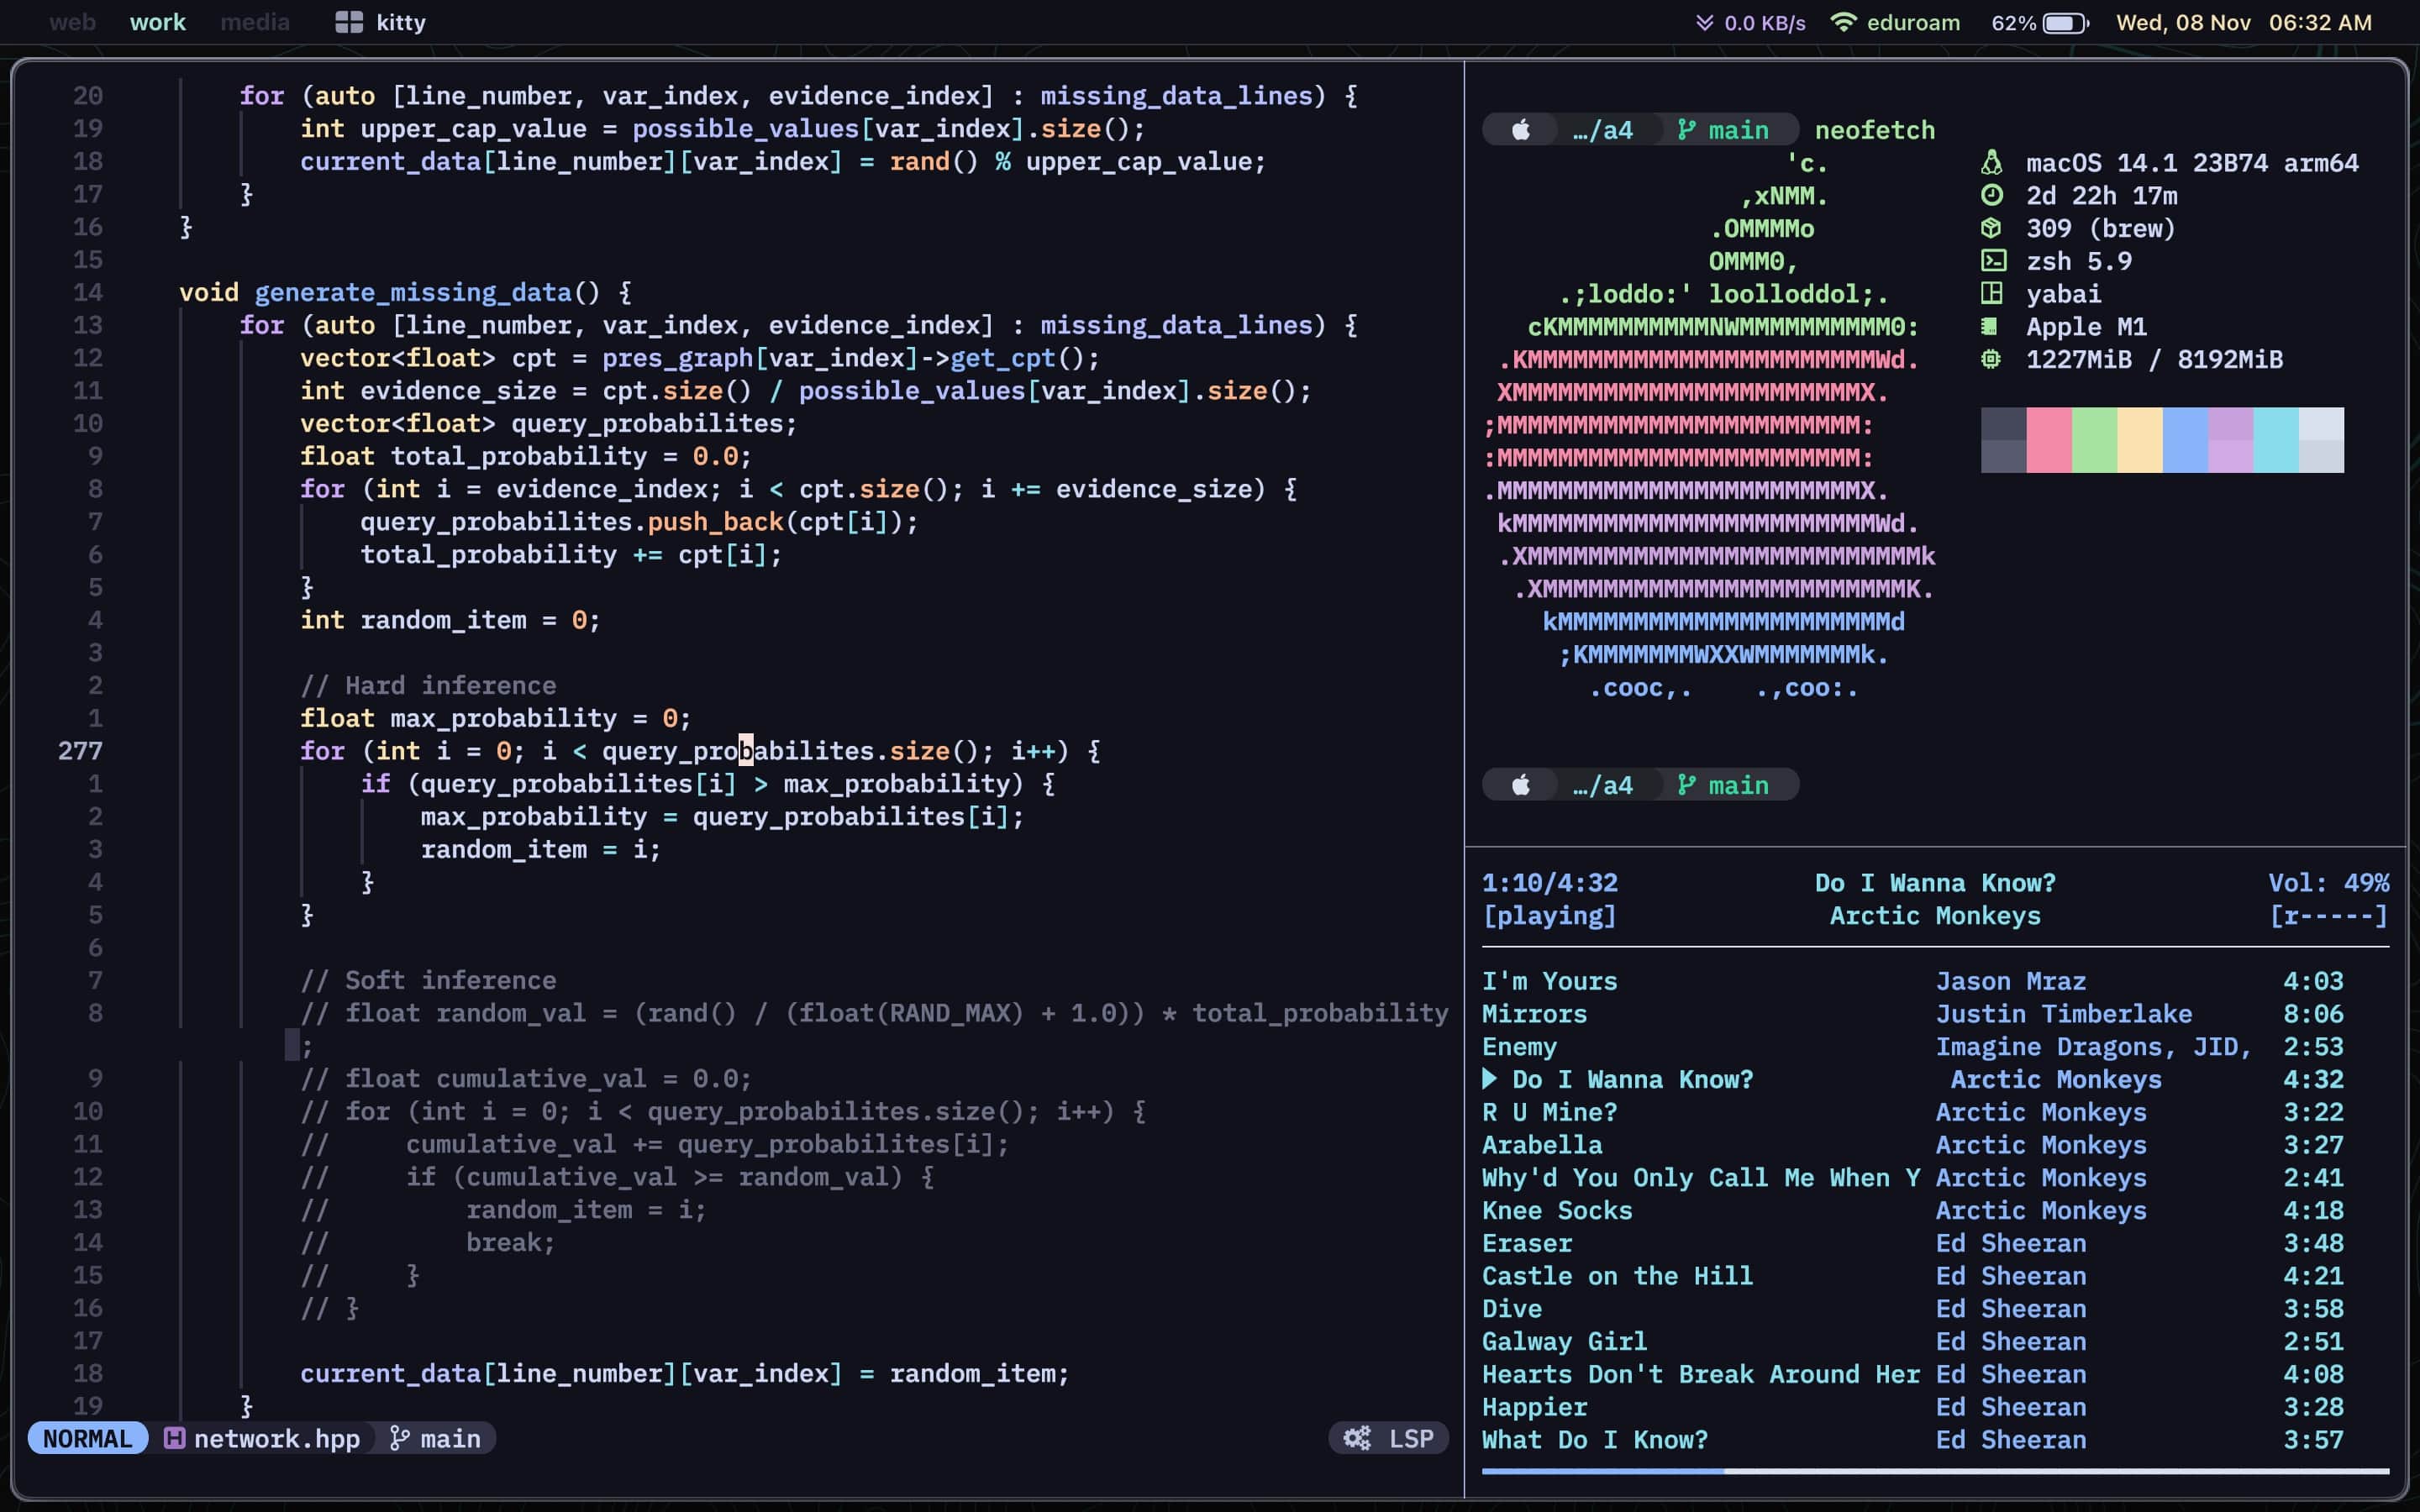 web work media kitty 0.0 KB/s eduroam 62% Wed, 08 Nov 06:32 AM
20 for (auto [line_number, var_index, evidence_index] : missing_data_lines) {
19 int upper_cap_value = possible_values[var_index].size();
18 current_data[line_number][var_index] = rand() % upper_cap_value;
17 }
16 }
15
14 void generate_missing_data() {
13 for (auto [line_number, var_index, evidence_index] : missing_data_lines) {
12 vector<float> cpt = pres_graph[var_index]->get_cpt();
11 int evidence_size = cpt.size() / possible_values[var_index].size();
10 vector<float> query_probabilites;
9 float total_probability = 0.0;
8 for (int i = evidence_index; i < cpt.size(); i += evidence_size) {
7 query_probabilites.push_back(cpt[i]);
6 total_probability += cpt[i];
5 }
4 int random_item = 0;
3
2 // Hard inference
1 float max_probability = 0;
277 for (int i = 0; i < query_probabilites.size(); i++) {
1 if (query_probabilites[i] > max_probability) {
2 max_probability = query_probabilites[i];
3 random_item = i;
4 }
5 }
6
7 // Soft inference
8 // float random_val = (rand() / (float(RAND_MAX) + 1.0)) * total_probability
;
9 // float cumulative_val = 0.0;
10 // for (int i = 0; i < query_probabilites.size(); i++) {
11 // cumulative_val += query_probabilites[i];
12 // if (cumulative_val >= random_val) {
13 // random_item = i;
14 // break;
15 // }
16 // }
17
18 current_data[line_number][var_index] = random_item;
19 }
NORMAL network.hpp main LSP
…/a4 main neofetch
'c.
,xNMM.
.OMMMMo
OMMM0,
.;loddo:' loolloddol;.
cKMMMMMMMMMMNWMMMMMMMMMM0:
.KMMMMMMMMMMMMMMMMMMMMMMMWd.
XMMMMMMMMMMMMMMMMMMMMMMMX.
;MMMMMMMMMMMMMMMMMMMMMMMM:
:MMMMMMMMMMMMMMMMMMMMMMMM:
.MMMMMMMMMMMMMMMMMMMMMMMMX.
kMMMMMMMMMMMMMMMMMMMMMMMMWd.
.XMMMMMMMMMMMMMMMMMMMMMMMMMMk
.XMMMMMMMMMMMMMMMMMMMMMMMMK.
kMMMMMMMMMMMMMMMMMMMMMMd
;KMMMMMMMWXXWMMMMMMMk.
.cooc,. .,coo:.
macOS 14.1 23B74 arm64
2d 22h 17m
309 (brew)
zsh 5.9
yabai
Apple M1
1227MiB / 8192MiB
…/a4 main
1:10/4:32 Do I Wanna Know? Vol: 49%
[playing] Arctic Monkeys [r-----]
I'm Yours Jason Mraz 4:03
Mirrors Justin Timberlake 8:06
Enemy Imagine Dragons, JID, 2:53
Do I Wanna Know? Arctic Monkeys 4:32
R U Mine? Arctic Monkeys 3:22
Arabella Arctic Monkeys 3:27
Why'd You Only Call Me When Y Arctic Monkeys 2:41
Knee Socks Arctic Monkeys 4:18
Eraser Ed Sheeran 3:48
Castle on the Hill Ed Sheeran 4:21
Dive Ed Sheeran 3:58
Galway Girl Ed Sheeran 2:51
Hearts Don't Break Around Her Ed Sheeran 4:08
Happier Ed Sheeran 3:28
What Do I Know? Ed Sheeran 3:57